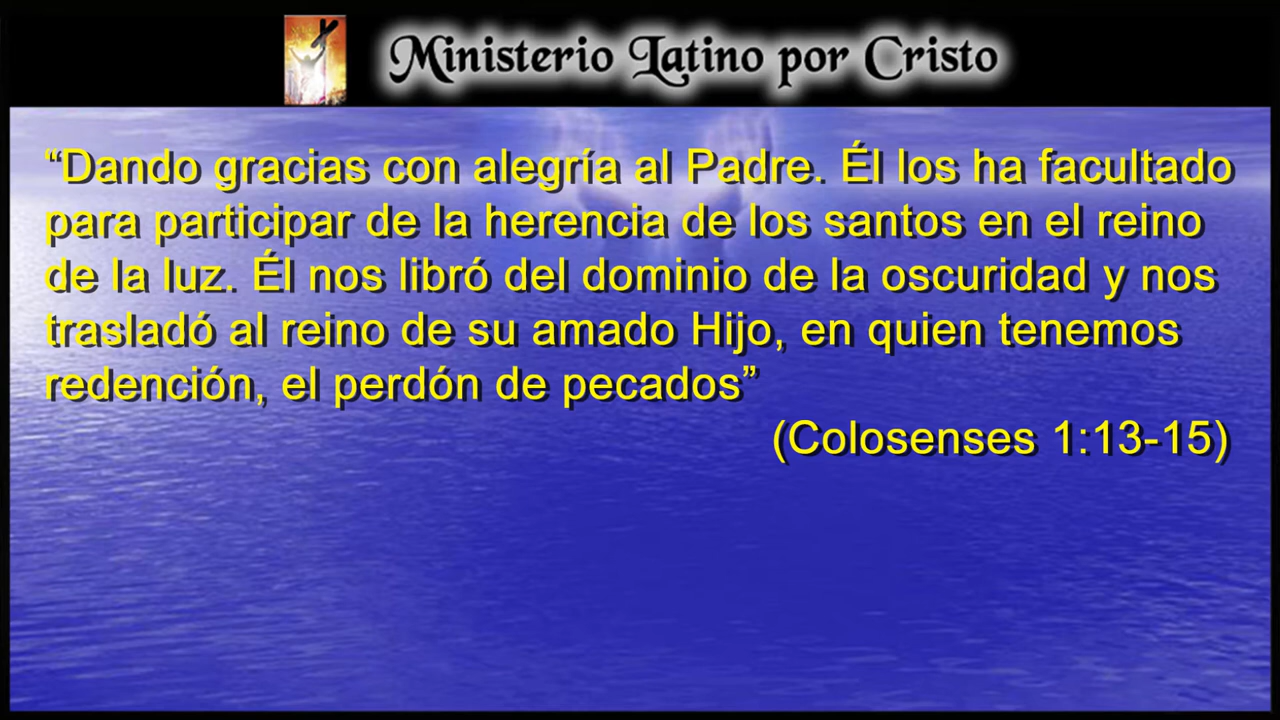 Ministerio Latino por Cristo
“Dando gracias con alegría al Padre. Él los ha facultado
para participar de la herencia de los santos en el reino
de la luz. Él nos libró del dominio de la oscuridad y nos
trasladó al reino de su amado Hijo, en quien tenemos
redención, el perdón de pecados”
(Colosenses 1:13-15)